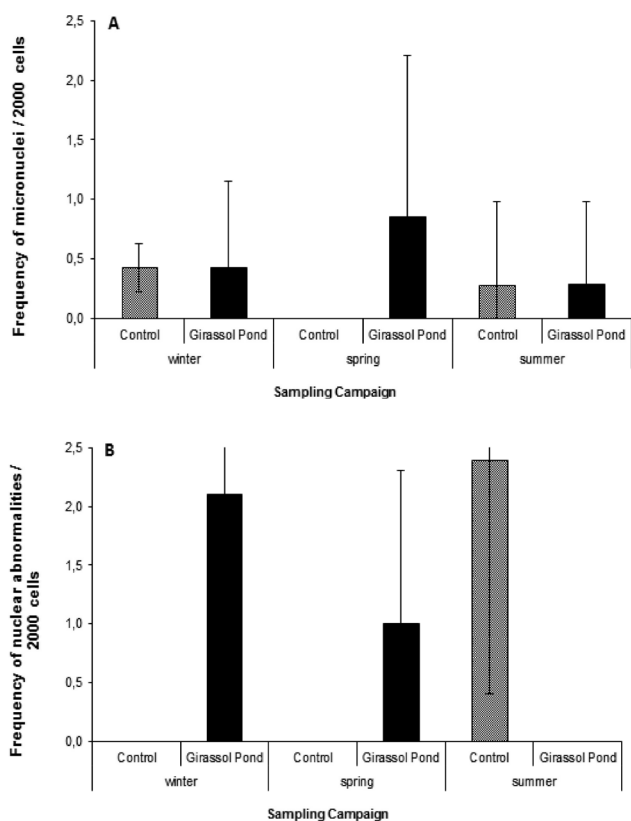 A
Frequency of micronuclei / 2000 cells
2,5
2,0
1,5
1,0
0,5
0,0
Control Girassol Pond Control Girassol Pond Control Girassol Pond
winter spring summer
Sampling Campaign
B
Frequency of nuclear abnormalities /
2000 cells
2,5
2,0
1,5
1,0
0,5
0,0
Control Girassol Pond Control Girassol Pond Control Girassol Pond
winter spring summer
Sampling Campaign